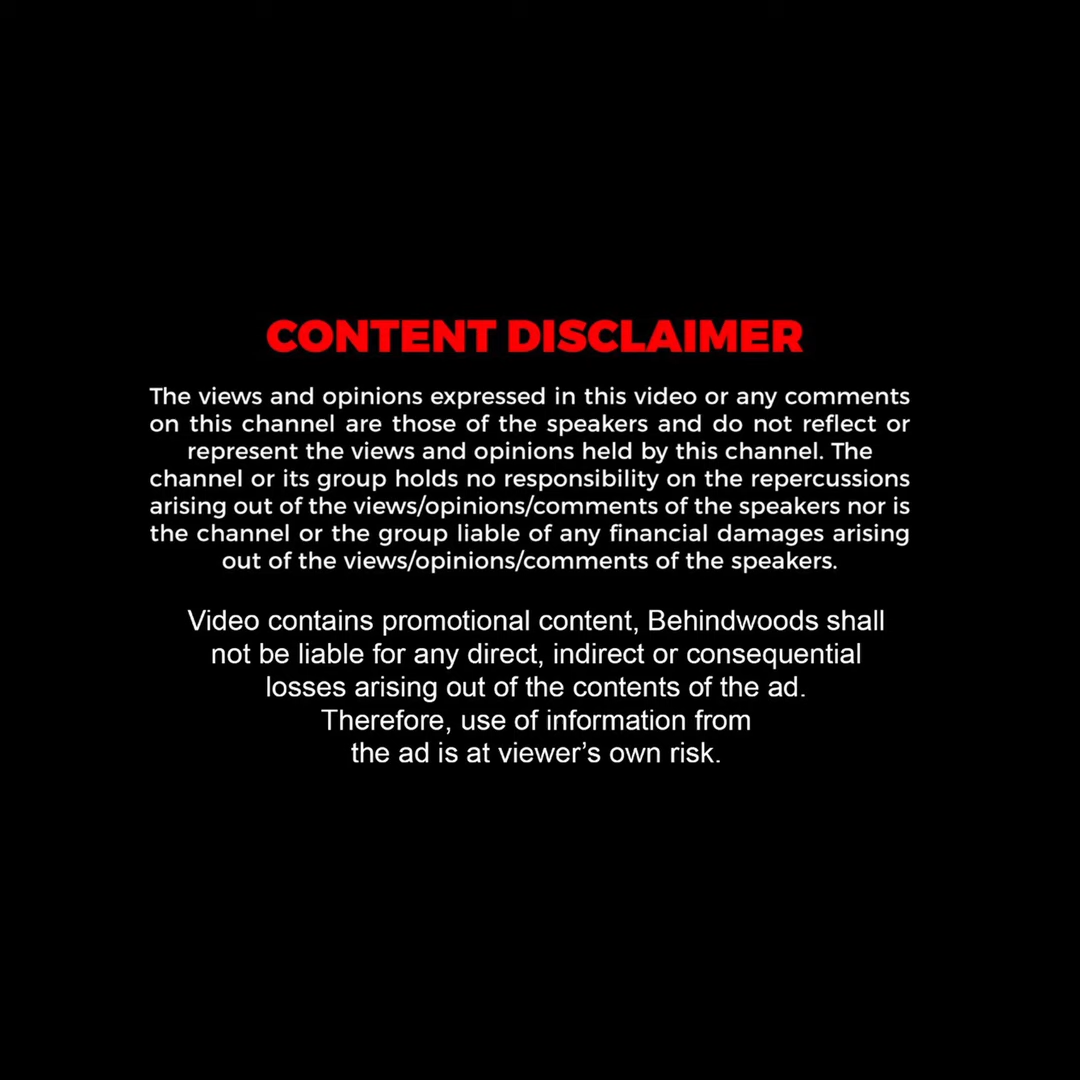 CONTENT DISCLAIMER
The views and opinions expressed in this video or any comments
on this channel are those of the speakers and do not reflect or
represent the views and opinions held by this channel. The
channel or its group holds no responsibility on the repercussions
arising out of the views/opinions/comments of the speakers nor is
the channel or the group liable of any financial damages arising
out of the views/opinions/comments of the speakers.
Video contains promotional content, Behindwoods shall
not be liable for any direct, indirect or consequential
losses arising out of the contents of the ad.
Therefore, use of information from
the ad is at viewer’s own risk.